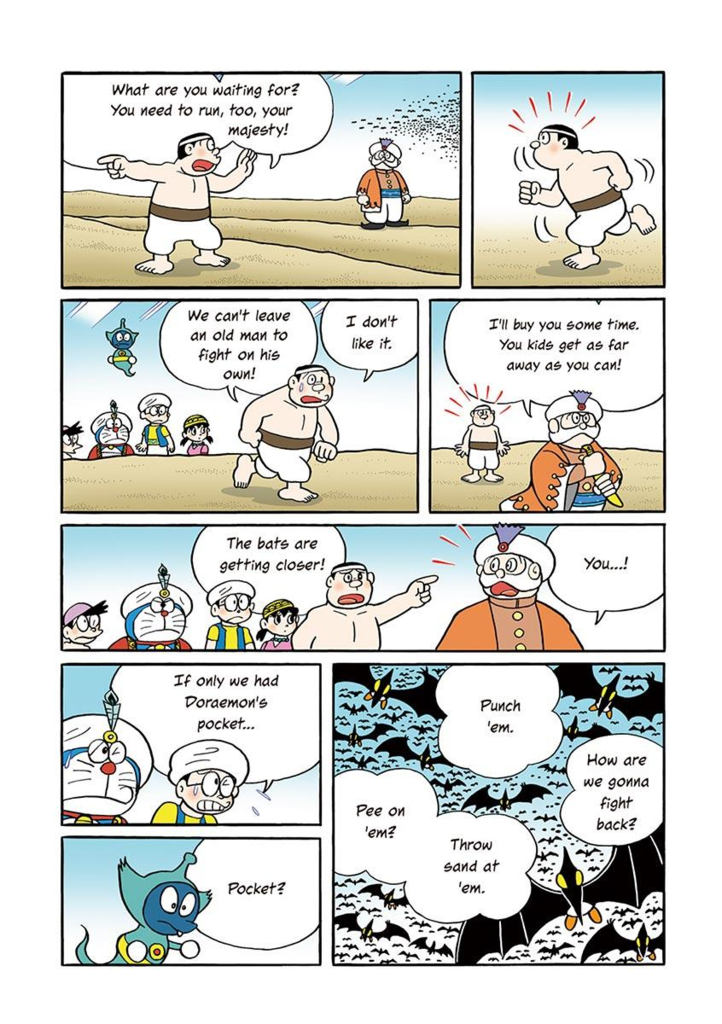 What are you waiting for?
You need to run, too, your
majesty!
We can't leave
an old man to
fight on his
own!
I don't
like it.
I'll buy you some time.
You kids get as far
away as you can!
The bats are
getting closer!
You...!
If only we had
Doraemon's
pocket...
Pocket?
Punch
'em.
How are
we gonna
fight
back?
Pee on
'em?
Throw
sand at
'em.